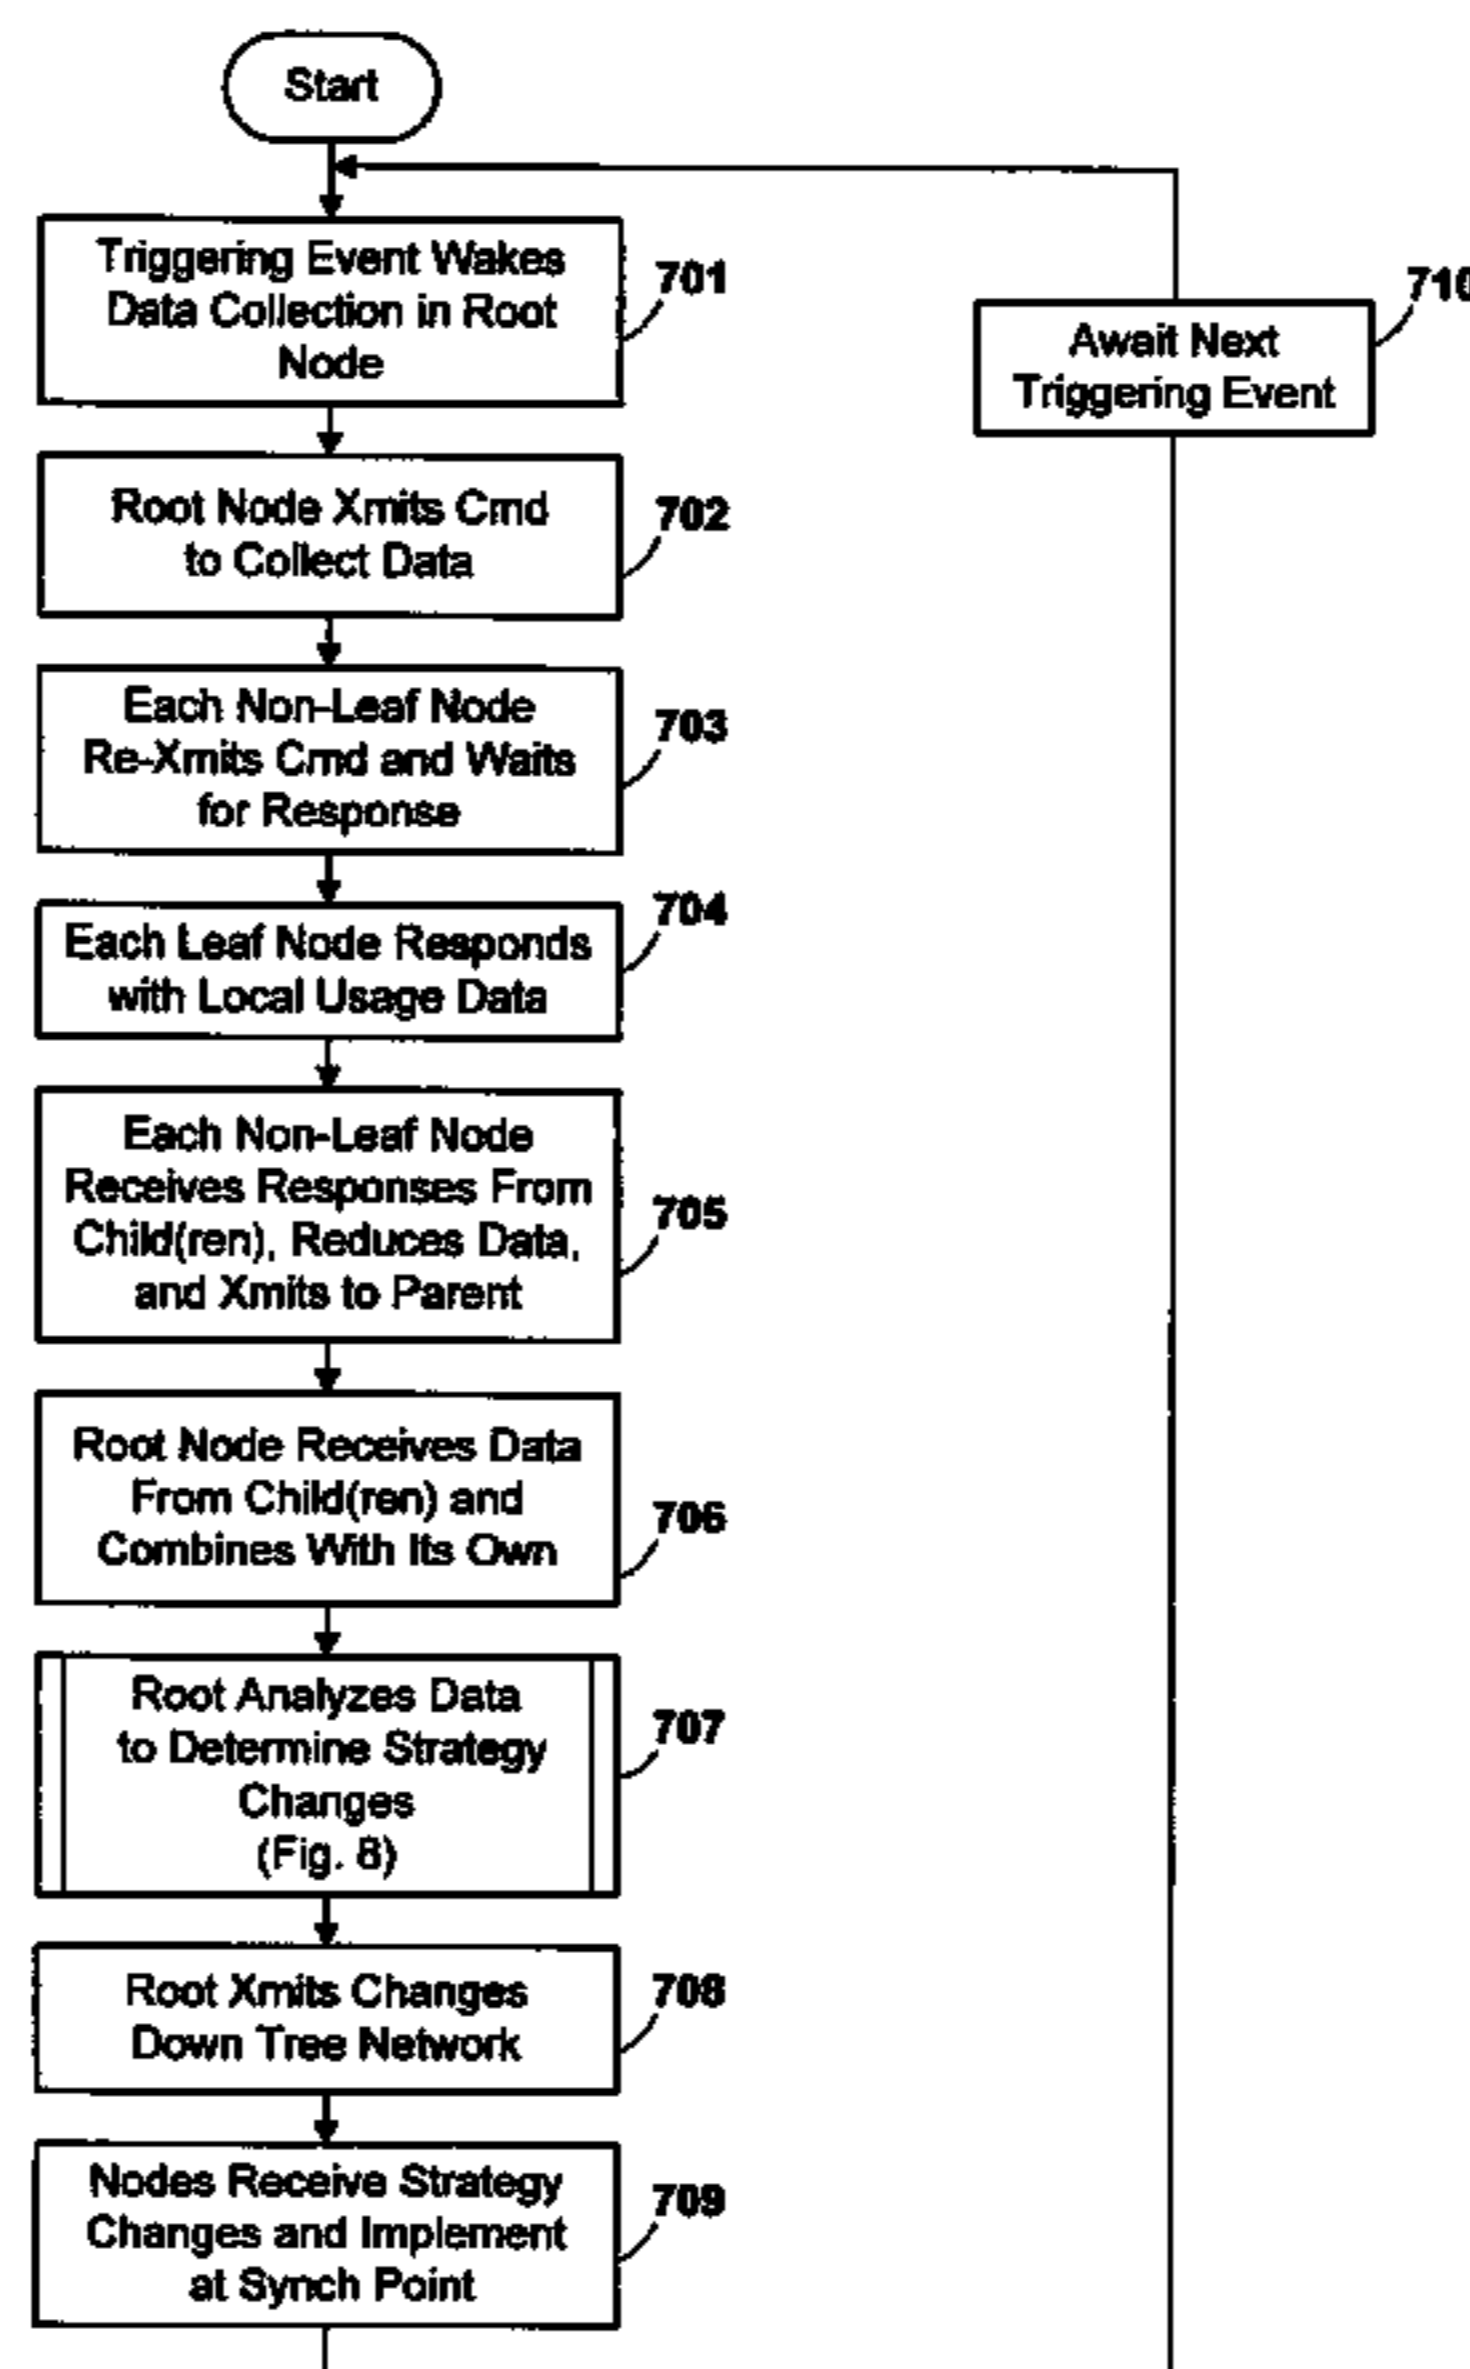 Start
Triggering Event Wakes
Data Collection in Root
Node
701
Await Next
Triggering Event
710
Root Node Xmits Cmd
to Collect Data
702
Each Non-Leaf Node
Re-Xmits Cmd and Waits
for Response
703
Each Leaf Node Responds
with Local Usage Data
704
Each Non-Leaf Node
Receives Responses From
Child(ren), Reduces Data,
and Xmits to Parent
705
Root Node Receives Data
From Child(ren) and
Combines With Its Own
706
Root Analyzes Data
to Determine Strategy
Changes
(Fig. 8)
707
Root Xmits Changes
Down Tree Network
708
Nodes Receive Strategy
Changes and Implement
at Synch Point
709